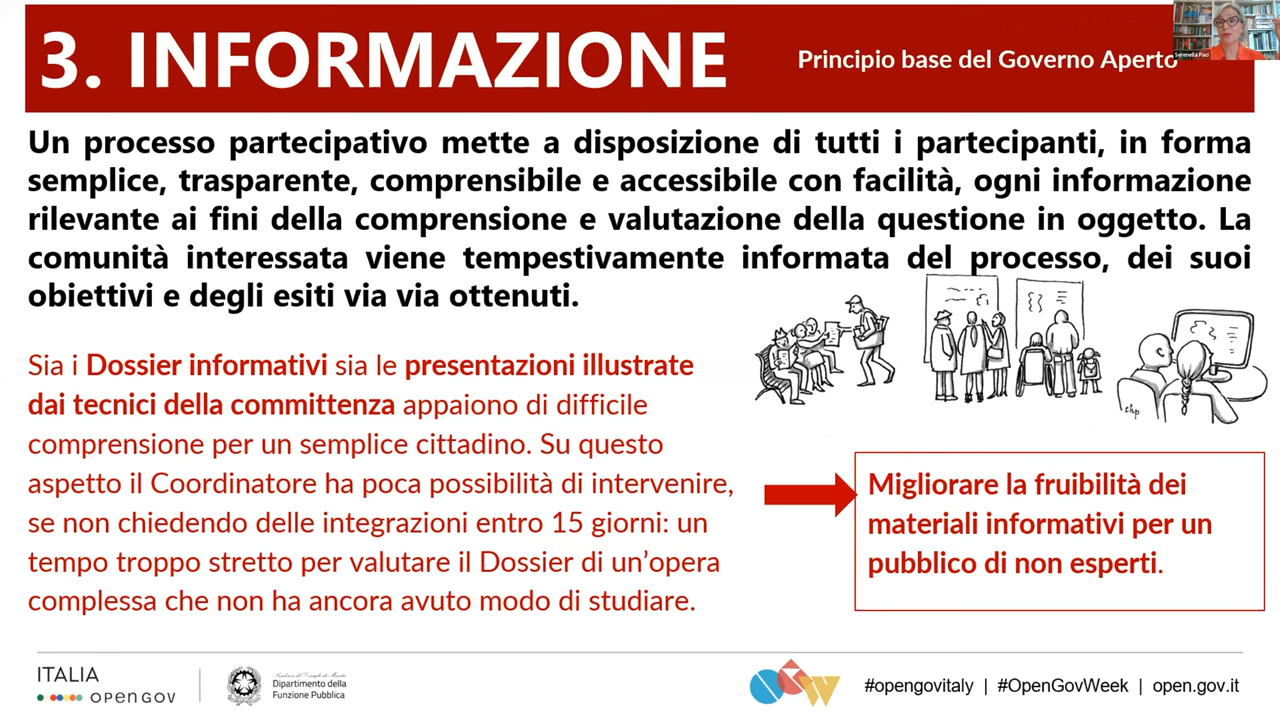 3. INFORMAZIONE
Principio base del Governo Aperto
Serenella Paci
Un processo partecipativo mette a disposizione di tutti i partecipanti, in forma
semplice, trasparente, comprensibile e accessibile con facilità, ogni informazione
rilevante ai fini della comprensione e valutazione della questione in oggetto. La
comunità interessata viene tempestivamente informata del processo, dei suoi
obiettivi e degli esiti via via ottenuti.
Sia i Dossier informativi sia le presentazioni illustrate
dai tecnici della committenza appaiono di difficile
comprensione per un semplice cittadino. Su questo
aspetto il Coordinatore ha poca possibilità di intervenire,
se non chiedendo delle integrazioni entro 15 giorni: un
tempo troppo stretto per valutare il Dossier di un’opera
complessa che non ha ancora avuto modo di studiare.
chp
Migliorare la fruibilità dei
materiali informativi per un
pubblico di non esperti.
ITALIA
open gov
Dipartimento della
Funzione Pubblica
OGW
#opengovitaly | #OpenGovWeek | open.gov.it